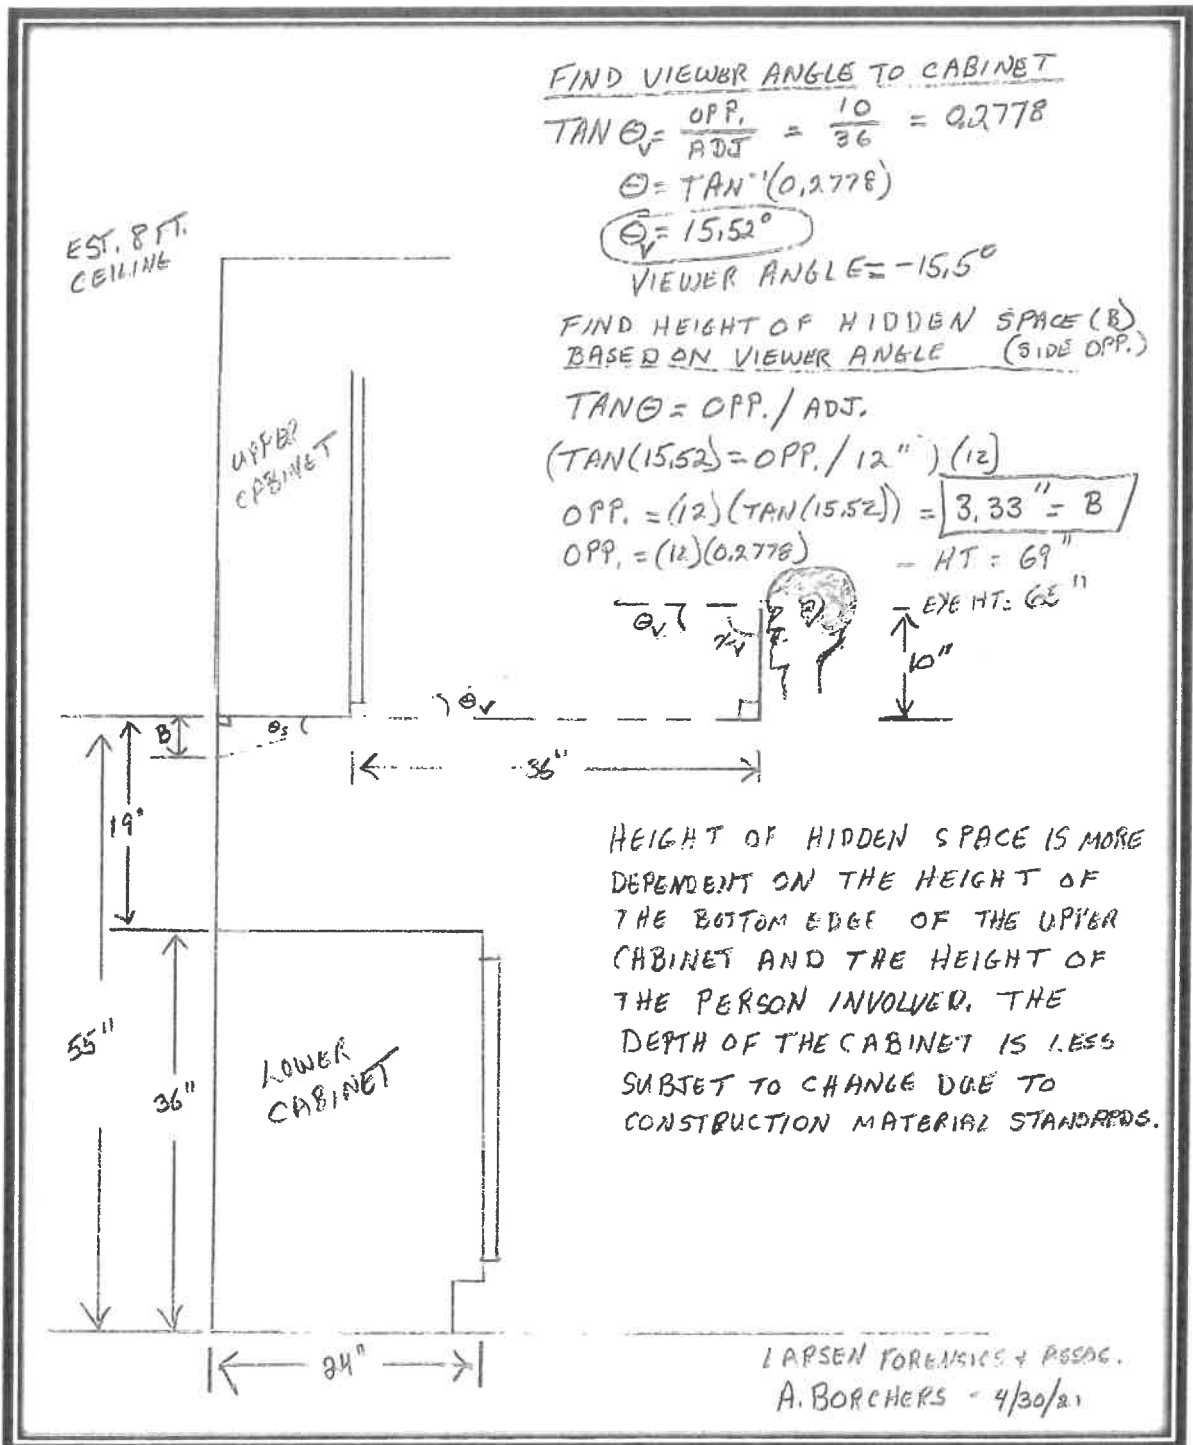 FIND VIEWER ANGLE TO CABINET
TAN Θv = OPP. / ADJ = 10 / 36 = 0.2778
Θ = TAN⁻¹(0.2778)
Θv = 15.52°
VIEWER ANGLE = -15.5°
EST. 8 FT.
CEILING
FIND HEIGHT OF HIDDEN SPACE (B)
BASED ON VIEWER ANGLE (SIDE OPP.)
TAN Θ = OPP. / ADJ.
(TAN(15.52) = OPP. / 12") (12)
OPP. = (12)(TAN(15.52)) = 3.33" = B
OPP. = (12)(0.2778)
UPPER
CABINET
HT = 69"
EYE HT: 65"
Θv
10"
Θv
B
Θs
36"
19"
HEIGHT OF HIDDEN SPACE IS MORE
DEPENDENT ON THE HEIGHT OF
THE BOTTOM EDGE OF THE UPPER
CABINET AND THE HEIGHT OF
THE PERSON INVOLVED. THE
DEPTH OF THE CABINET IS LESS
SUBJET TO CHANGE DUE TO
CONSTRUCTION MATERIAL STANDARDS.
55"
36"
LOWER
CABINET
24"
LARSEN FORENSICS & ASSOC.
A. BORCHERS - 4/30/21